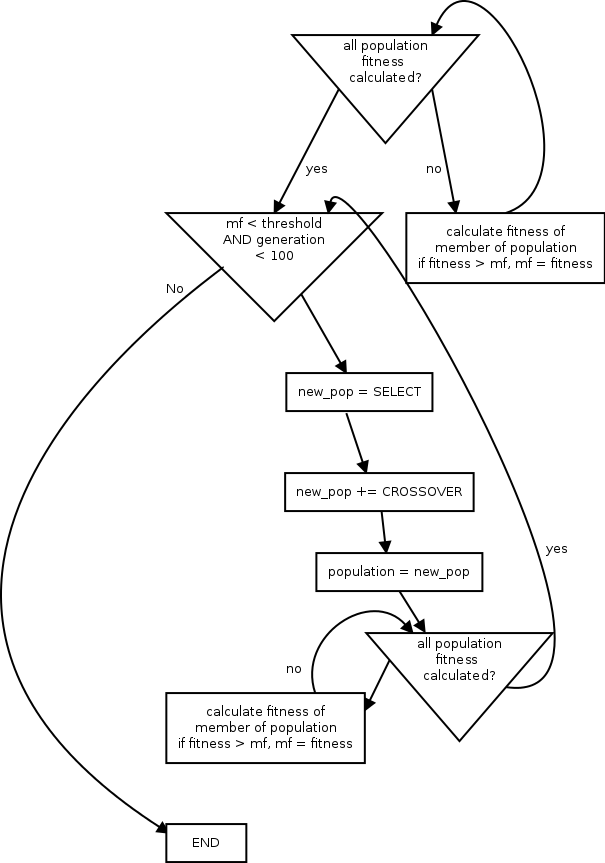 all population
fitness
calculated?
yes
no
mf < threshold
AND generation
< 100
calculate fitness of
member of population
if fitness > mf, mf = fitness
No
new_pop = SELECT
new_pop += CROSSOVER
population = new_pop
yes
all population
fitness
calculated?
no
calculate fitness of
member of population
if fitness > mf, mf = fitness
END